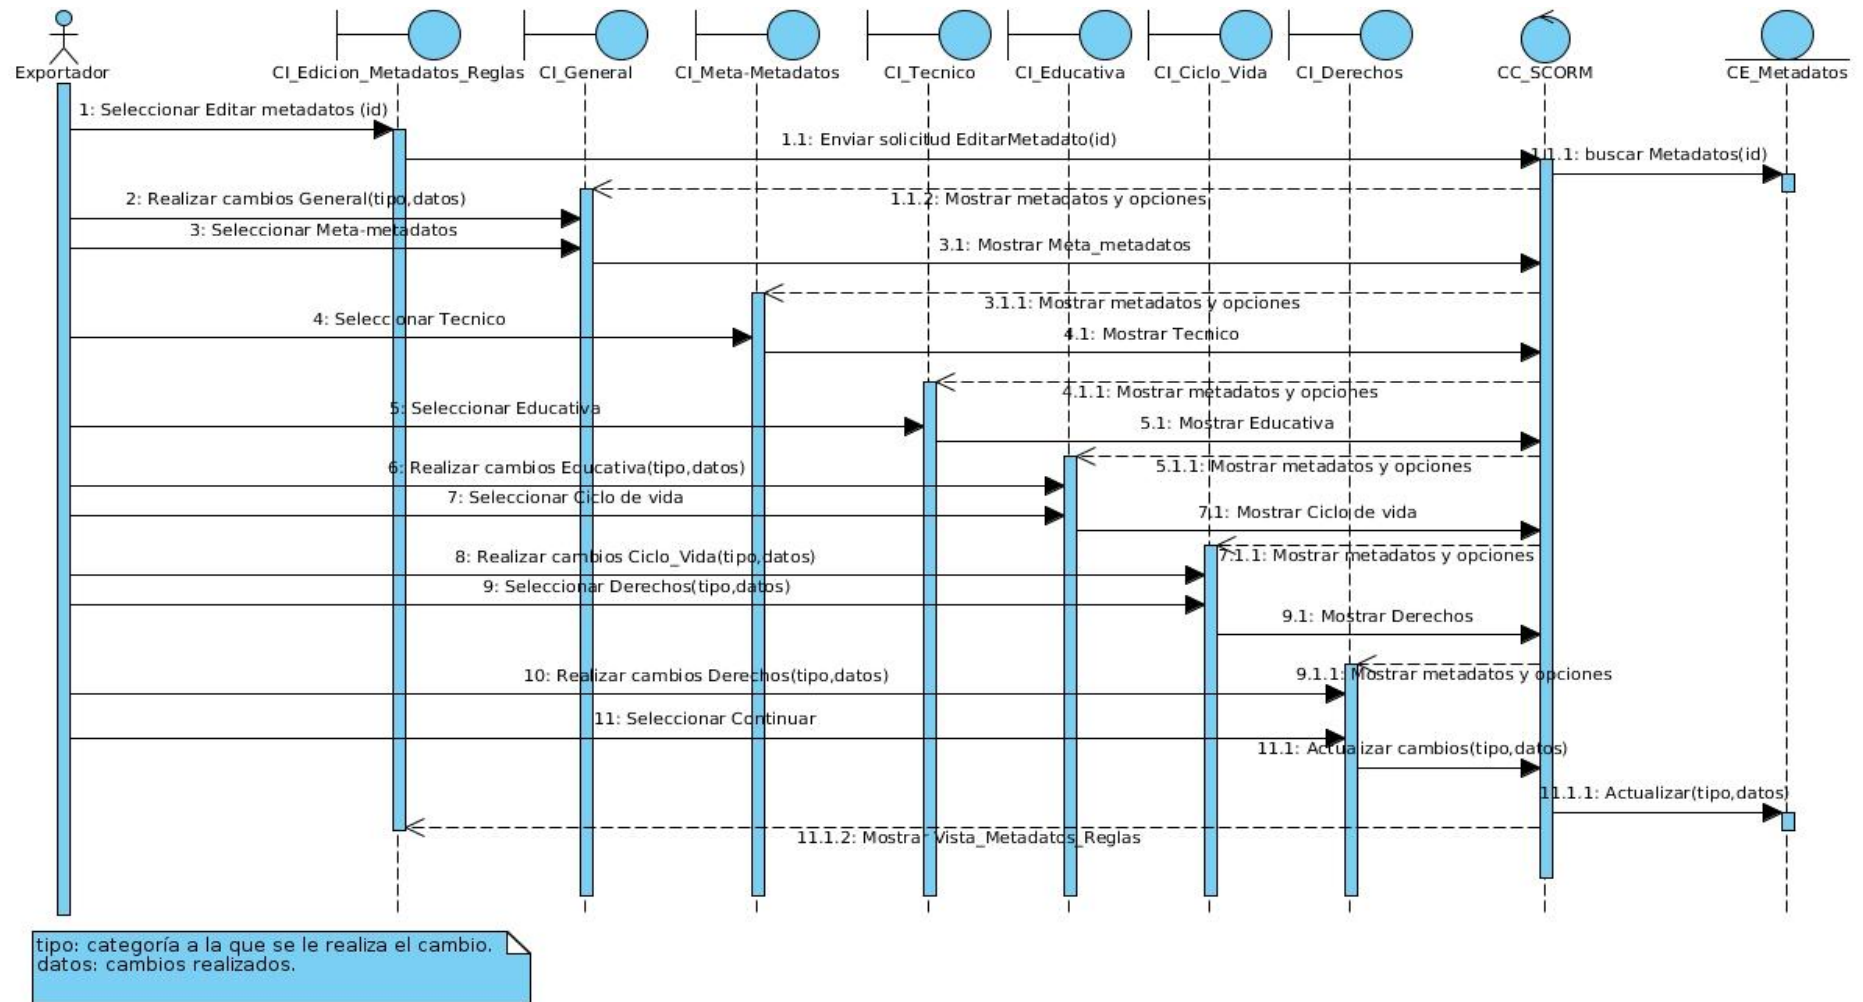 Exportador
CI_Edicion_Metadatos_Reglas
CI_General
CI_Meta-Metadatos
CI_Tecnico
CI_Educativa
CI_Ciclo_Vida
CI_Derechos
CC_SCORM
CE_Metadatos
1: Seleccionar Editar metadatos (id)
1.1: Enviar solicitud EditarMetadato(id)
1.1.1: buscar Metadatos(id)
1.1.2: Mostrar metadatos y opciones
2: Realizar cambios General(tipo,datos)
3: Seleccionar Meta-metadatos
3.1: Mostrar Meta_metadatos
3.1.1: Mostrar metadatos y opciones
4: Seleccionar Tecnico
4.1: Mostrar Tecnico
4.1.1: Mostrar metadatos y opciones
5: Seleccionar Educativa
5.1: Mostrar Educativa
5.1.1: Mostrar metadatos y opciones
6: Realizar cambios Educativa(tipo,datos)
7: Seleccionar Ciclo de vida
7.1: Mostrar Ciclo de vida
7.1.1: Mostrar metadatos y opciones
8: Realizar cambios Ciclo_Vida(tipo,datos)
9: Seleccionar Derechos(tipo,datos)
9.1: Mostrar Derechos
9.1.1: Mostrar metadatos y opciones
10: Realizar cambios Derechos(tipo,datos)
11: Seleccionar Continuar
11.1: Actualizar cambios(tipo,datos)
11.1.1: Actualizar(tipo,datos)
11.1.2: Mostrar Vista_Metadatos_Reglas
tipo: categoría a la que se le realiza el cambio.
datos: cambios realizados.